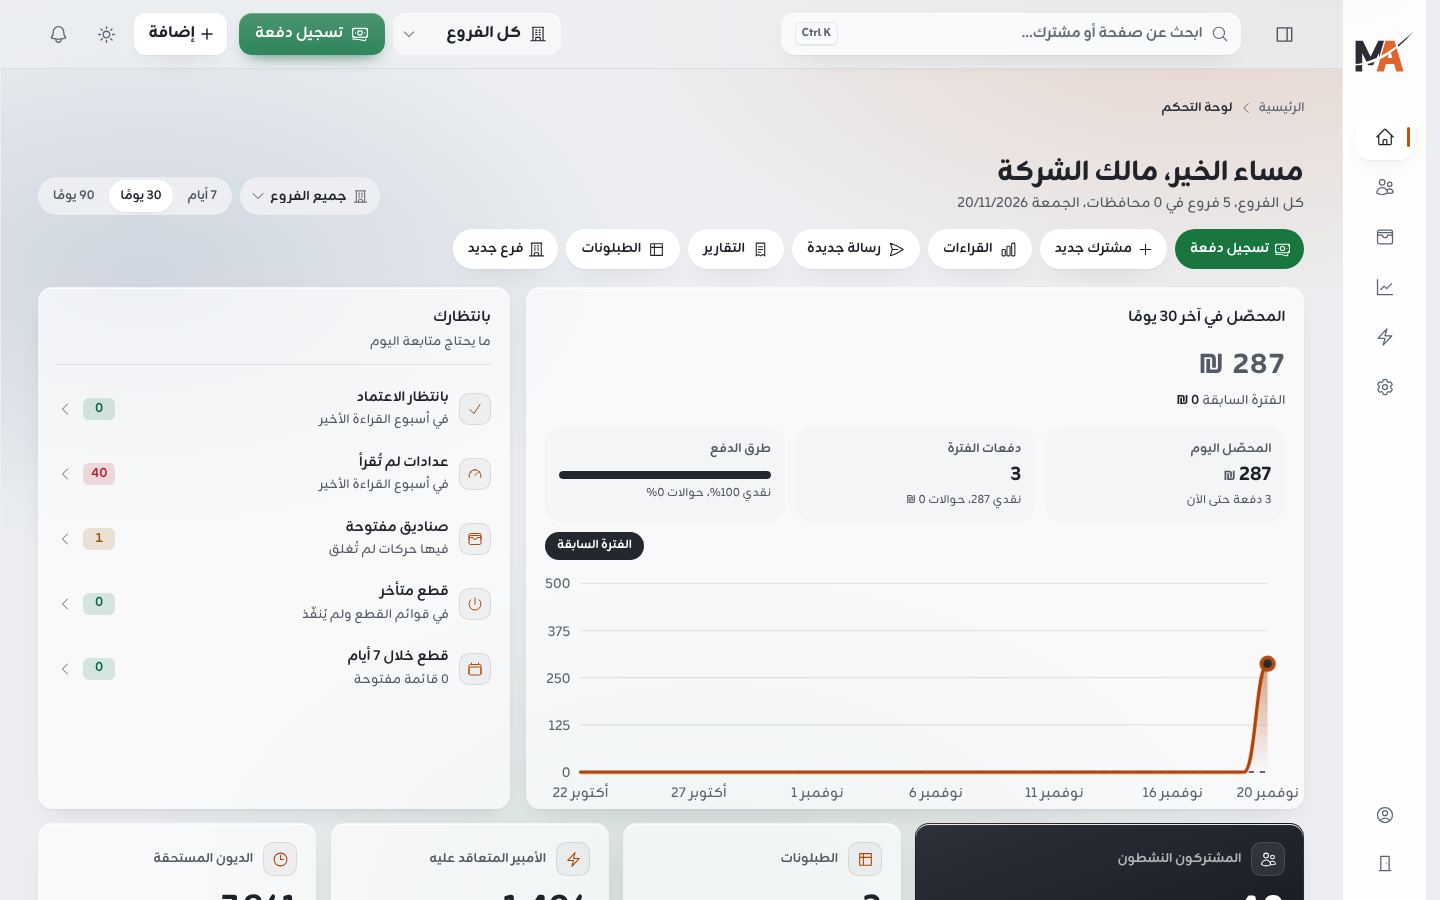 MA
ابحث عن صفحة أو مشترك...
Ctrl K
كل الفروع
تسجيل دفعة
إضافة
الرئيسية
لوحة التحكم
مساء الخير، مالك الشركة
كل الفروع، 5 فروع في 0 محافظات، الجمعة 20/11/2026
جميع الفروع
7 أيام
30 يومًا
90 يومًا
تسجيل دفعة
مشترك جديد
القراءات
رسالة جديدة
التقارير
الطبلونات
فرع جديد
المحصّل في آخر 30 يومًا
287 ₪
الفترة السابقة 0 ₪
المحصّل اليوم
287 ₪
3 دفعة حتى الآن
دفعات الفترة
3
نقدي 287، حوالات 0 ₪
طرق الدفع
نقدي 100%، حوالات 0%
الفترة السابقة
500
375
250
125
0
22 أكتوبر
27 أكتوبر
1 نوفمبر
6 نوفمبر
11 نوفمبر
16 نوفمبر
20 نوفمبر
بانتظارك
ما يحتاج متابعة اليوم
بانتظار الاعتماد
في أسبوع القراءة الأخير
0
عدادات لم تُقرأ
في أسبوع القراءة الأخير
40
صناديق مفتوحة
فيها حركات لم تُغلق
1
قطع متأخر
في قوائم القطع ولم يُنفّذ
0
قطع خلال 7 أيام
0 قائمة مفتوحة
0
المشتركون النشطون
الطبلونات
الأمبير المتعاقد عليه
الديون المستحقة